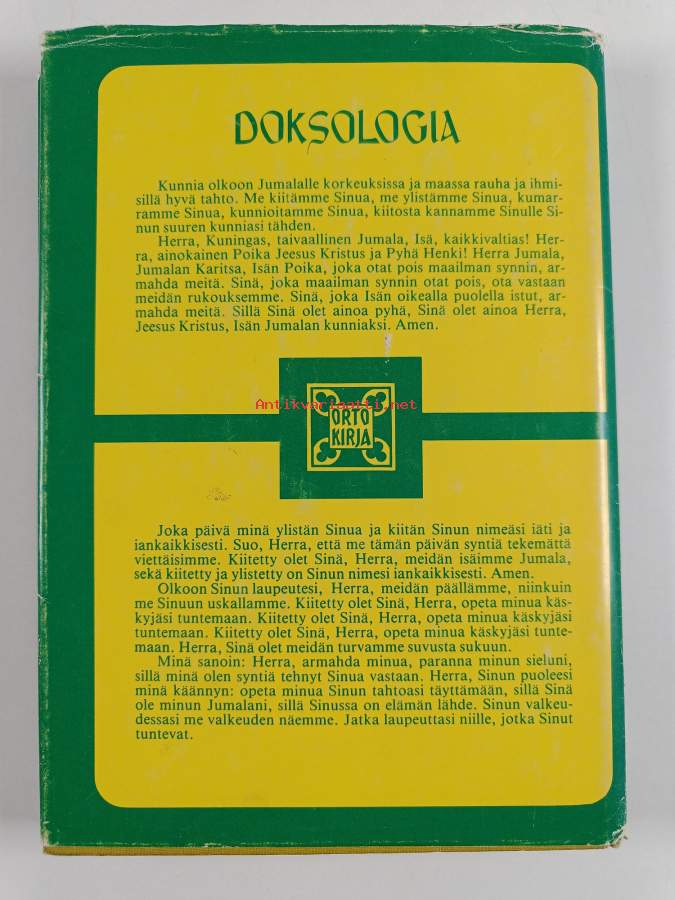 DOKSOLOGIA
Kunnia olkoon Jumalalle korkeuksissa ja maassa rauha ja ihmi-
sillä hyvä tahto. Me kiitämme Sinua, me ylistämme Sinua, kumar-
ramme Sinua, kunnioitamme Sinua, kiitosta kannamme Sinulle Si-
nun suuren kunniasi tähden.
Herra, Kuningas, taivaallinen Jumala, Isä, kaikkivaltias! Her-
ra, ainokainen Poika Jeesus Kristus ja Pyhä Henki! Herra Jumala,
Jumalan Karitsa, Isän Poika, joka otat pois maailman synnin, ar-
mahda meitä. Sinä, joka maailman synnin otat pois, ota vastaan
meidän rukouksemme. Sinä, joka Isän oikealla puolella istut, ar-
mahda meitä. Sillä Sinä olet ainoa pyhä, Sinä olet ainoa Herra,
Jeesus Kristus, Isän Jumalan kunniaksi. Amen.
Antikvariaatti.net
ORTO
KIRJA
Joka päivä minä ylistän Sinua ja kiitän Sinun nimeäsi iäti ja
iankaikkisesti. Suo, Herra, että me tämän päivän syntiä tekemättä
viettäisimme. Kiitetty olet Sinä, Herra, meidän isäimme Jumala,
sekä kiitetty ja ylistetty on Sinun nimesi iankaikkisesti. Amen.
Olkoon Sinun laupeutesi, Herra, meidän päällämme, niinkuin
me Sinuun uskallamme. Kiitetty olet Sinä, Herra, opeta minua käs-
kyjäsi tuntemaan. Kiitetty olet Sinä, Herra, opeta minua käskyjäsi
tuntemaan. Kiitetty olet Sinä, Herra, opeta minua käskyjäsi tunte-
maan. Herra, Sinä olet meidän turvamme suvusta sukuun.
Minä sanoin: Herra, armahda minua, paranna minun sieluni,
sillä minä olen syntiä tehnyt Sinua vastaan. Herra, Sinun puoleesi
minä käännyn: opeta minua Sinun tahtoasi täyttämään, sillä Sinä
ole minun Jumalani, sillä Sinussa on elämän lähde. Sinun valkeu-
dessasi me valkeuden näemme. Jatka laupeuttasi niille, jotka Sinut
tuntevat.